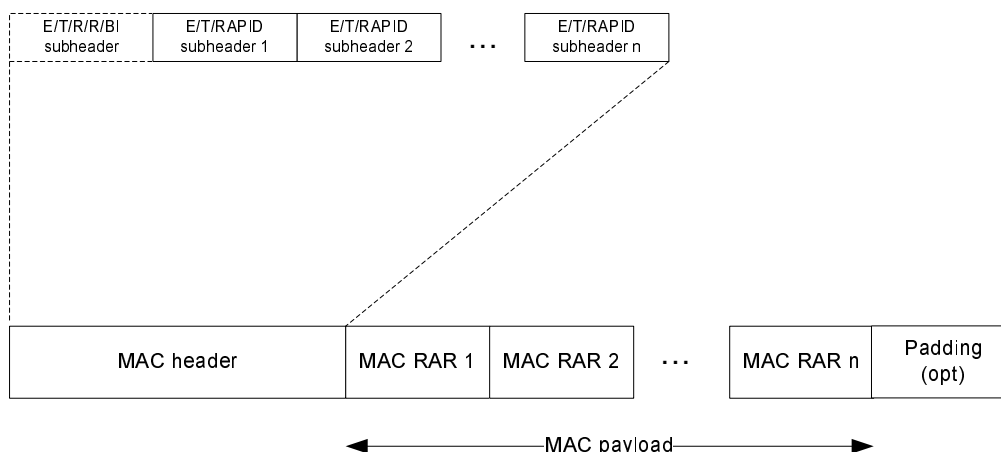 E/T/R/R/BI
subheader
E/T/RAPID
subheader 1
E/T/RAPID
subheader 2
...
E/T/RAPID
subheader n
MAC header
MAC RAR 1
MAC RAR 2
...
MAC RAR n
Padding
(opt)
MAC payload